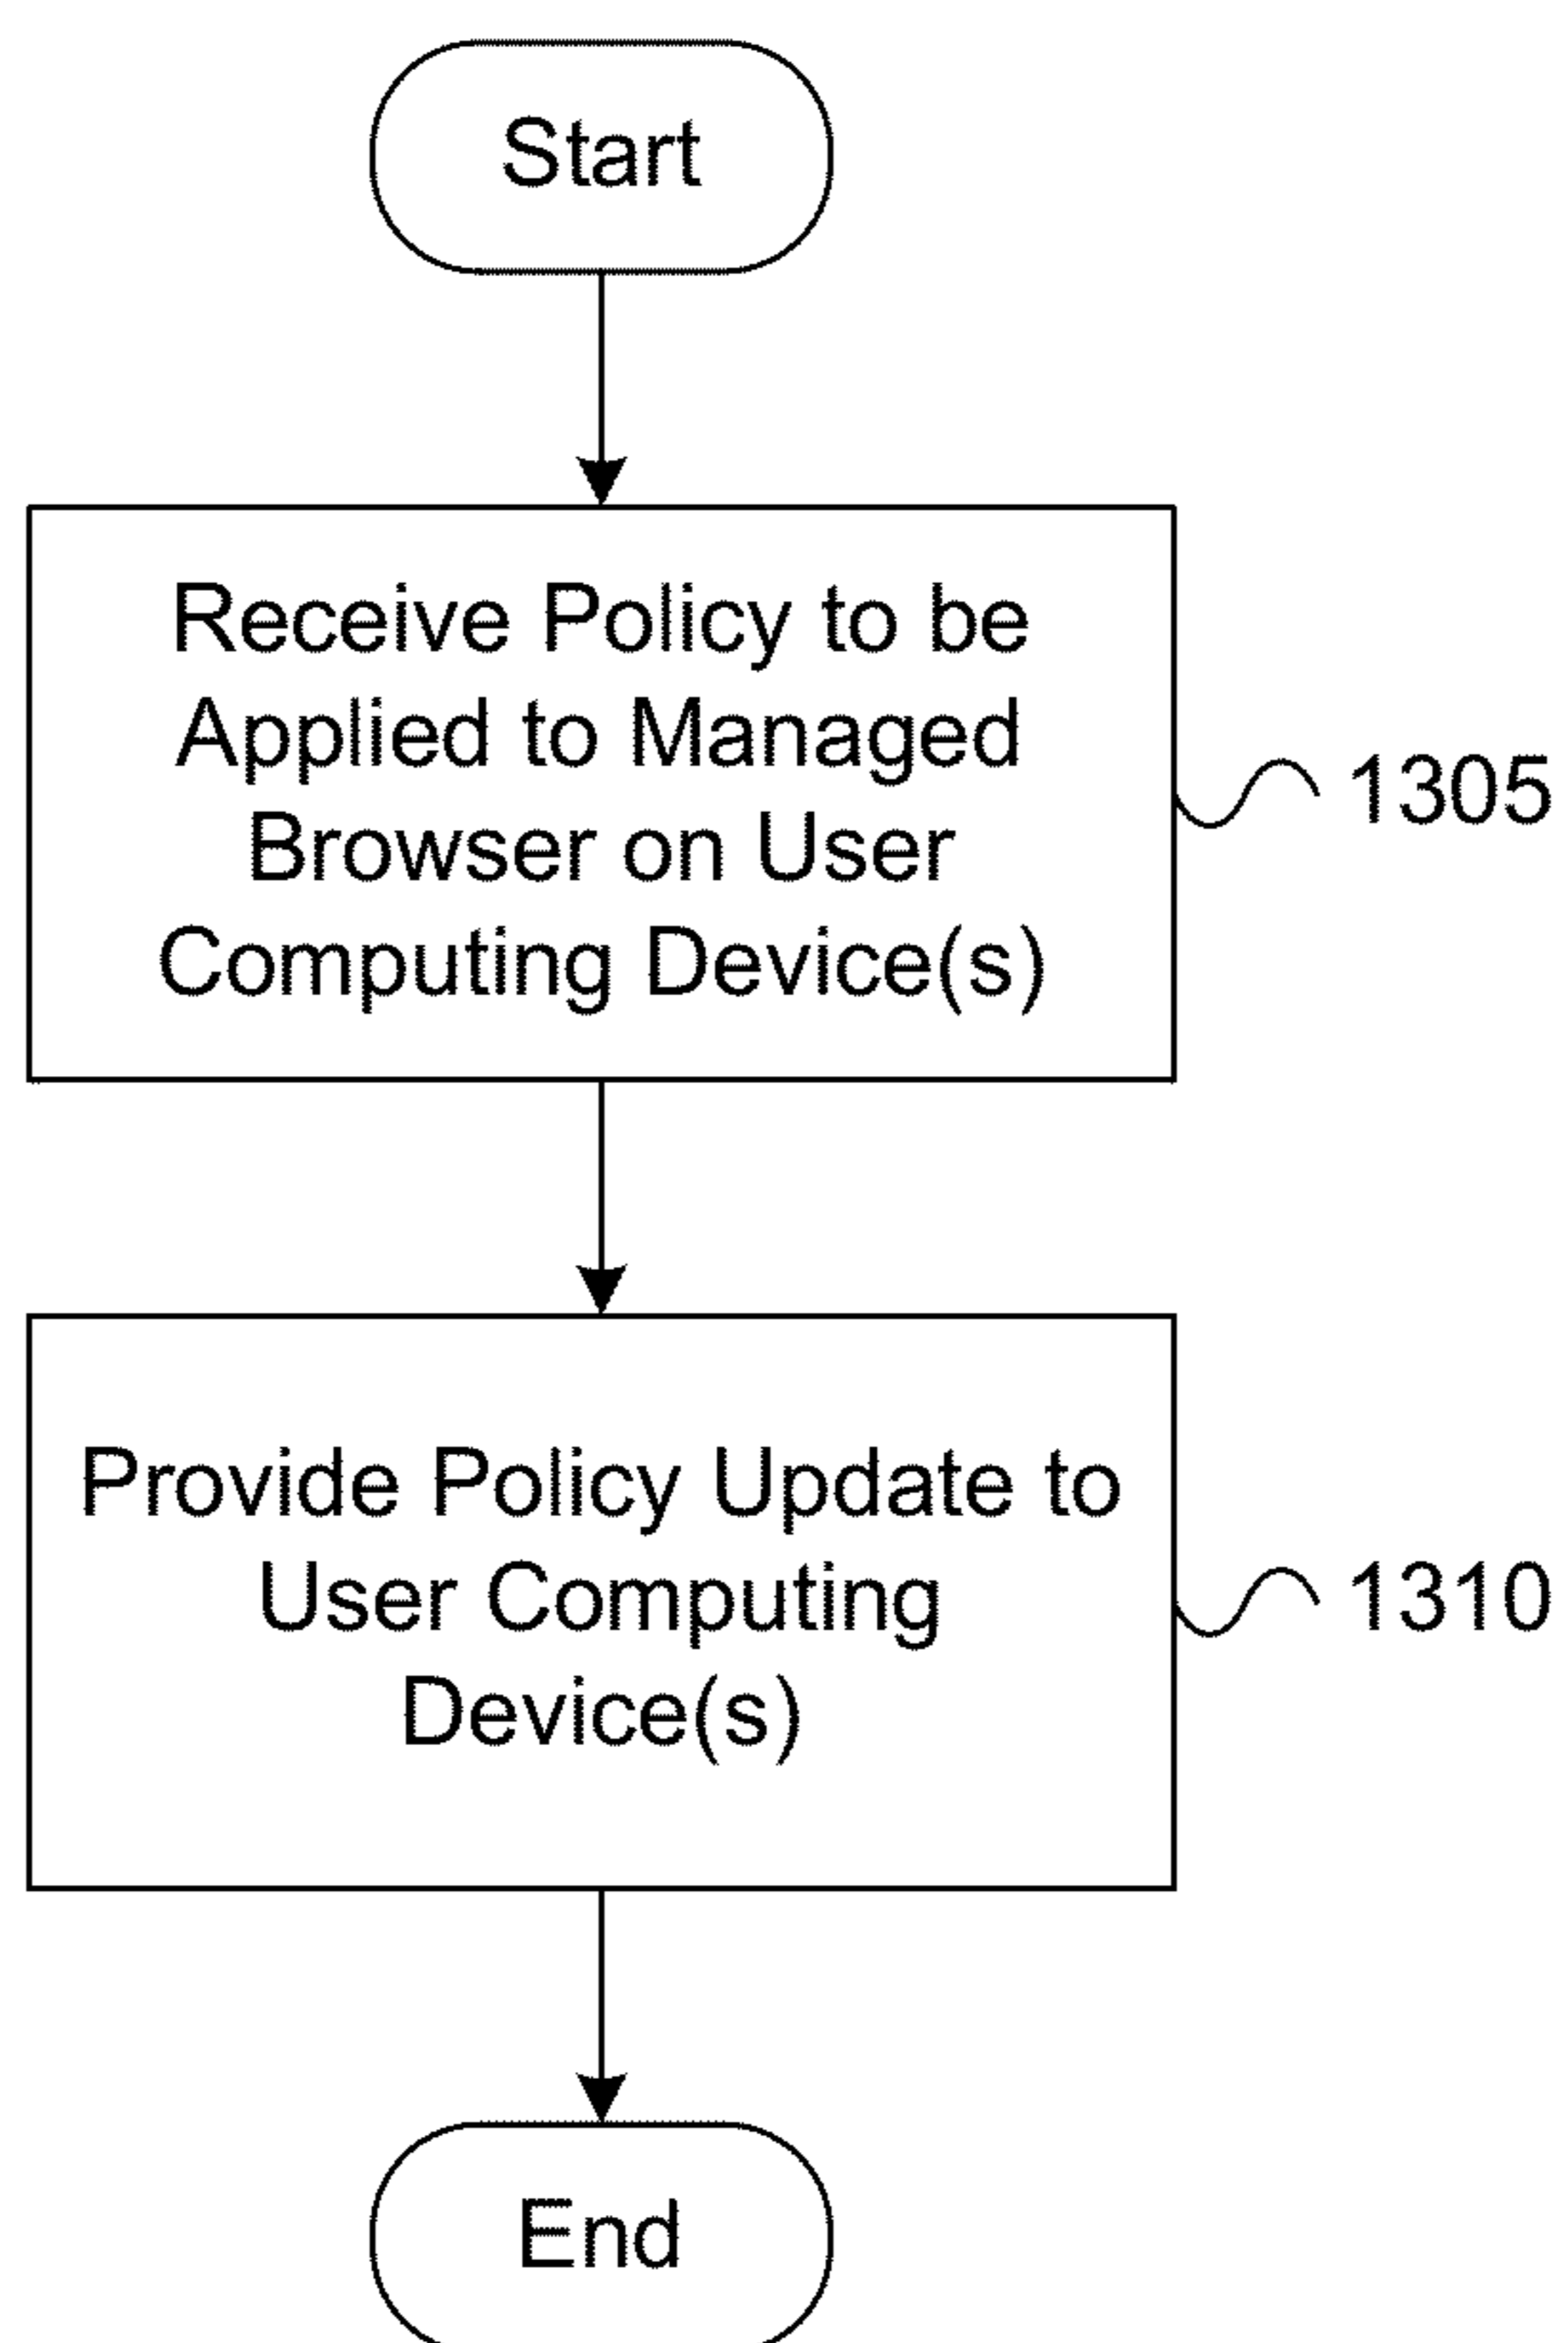 Start
Receive Policy to be
Applied to Managed
Browser on User
Computing Device(s)
1305
Provide Policy Update to
User Computing
Device(s)
1310
End